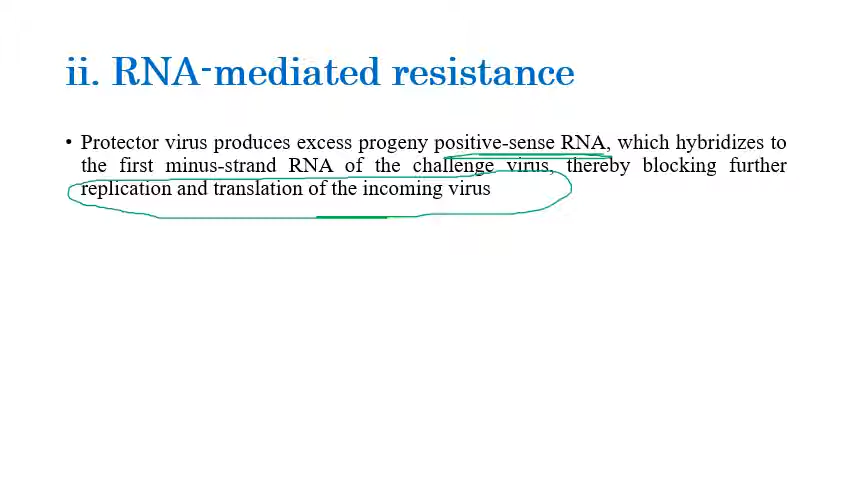 ii. RNA-mediated resistance
• Protector virus produces excess progeny positive-sense RNA, which hybridizes to
the first minus-strand RNA of the challenge virus, thereby blocking further
replication and translation of the incoming virus